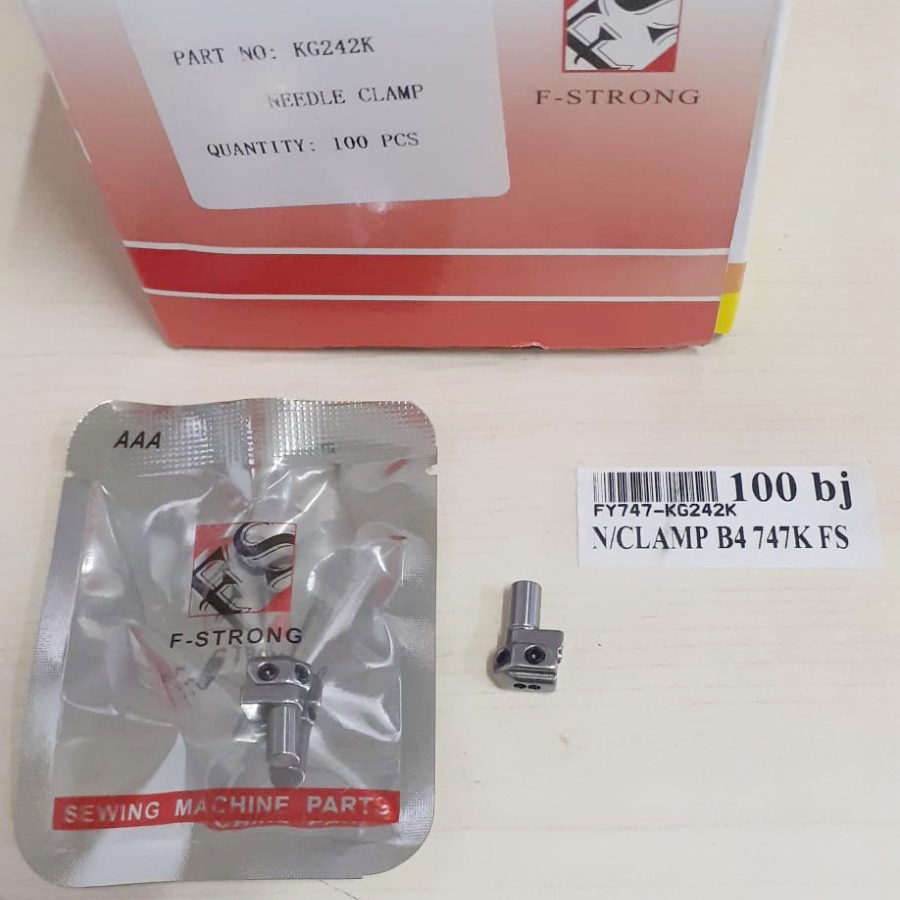 PART NO: KG242K
NEEDLE CLAMP
QUANTITY: 100 PCS
F-STRONG
AAA
F-STRONG
SEWING MACHINE PARTS
100 bj
FY747-KG242K
N/CLAMP B4 747K FS